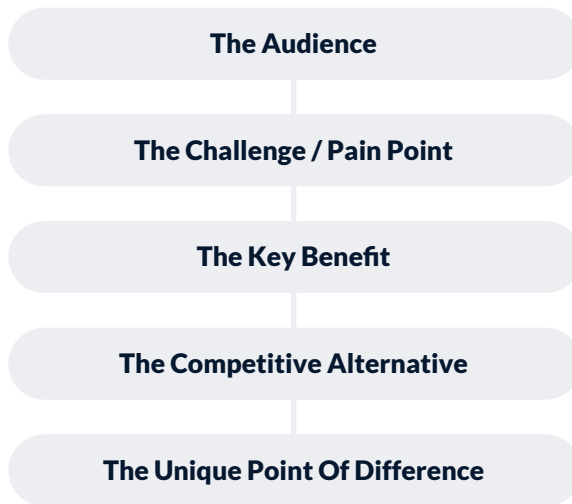 The Audience
The Challenge / Pain Point
The Key Benefit
The Competitive Alternative
The Unique Point Of Difference